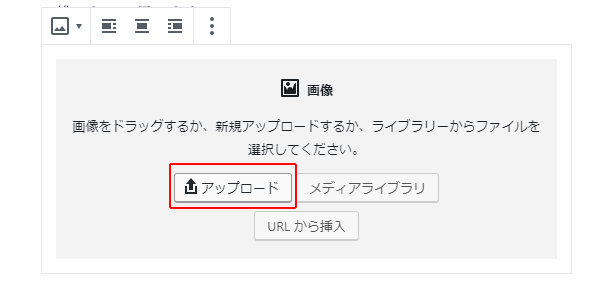 画像
画像をドラッグするか、新規アップロードするか、ライブラリーからファイルを
選択してください。
アップロード
メディアライブラリ
URL から挿入